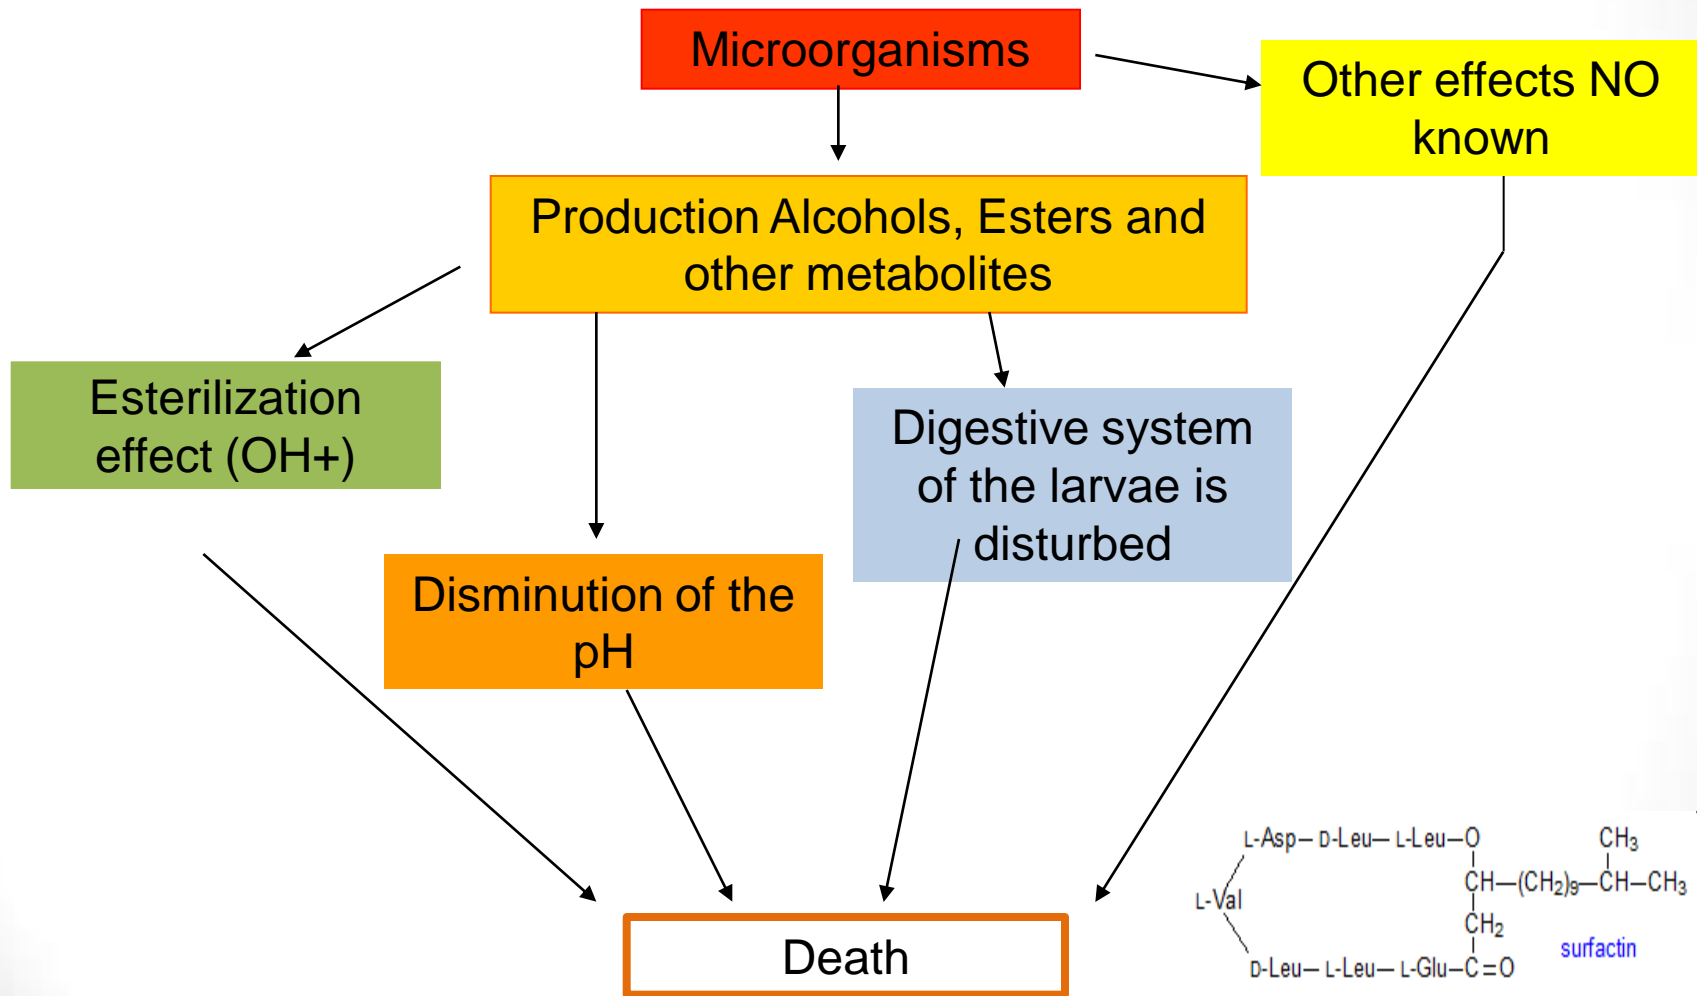 Microorganisms
Other effects NO
known
Production Alcohols, Esters and
other metabolites
Esterilization
effect (OH+)
Digestive system
of the larvae is
disturbed
Disminution of the
pH
Death
L-Asp— D-Leu— L-Leu—O
CH₃
CH—(CH₂)₉—CH—CH₃
L-Val
CH₂
surfactin
D-Leu— L-Leu— L-Glu—C=O